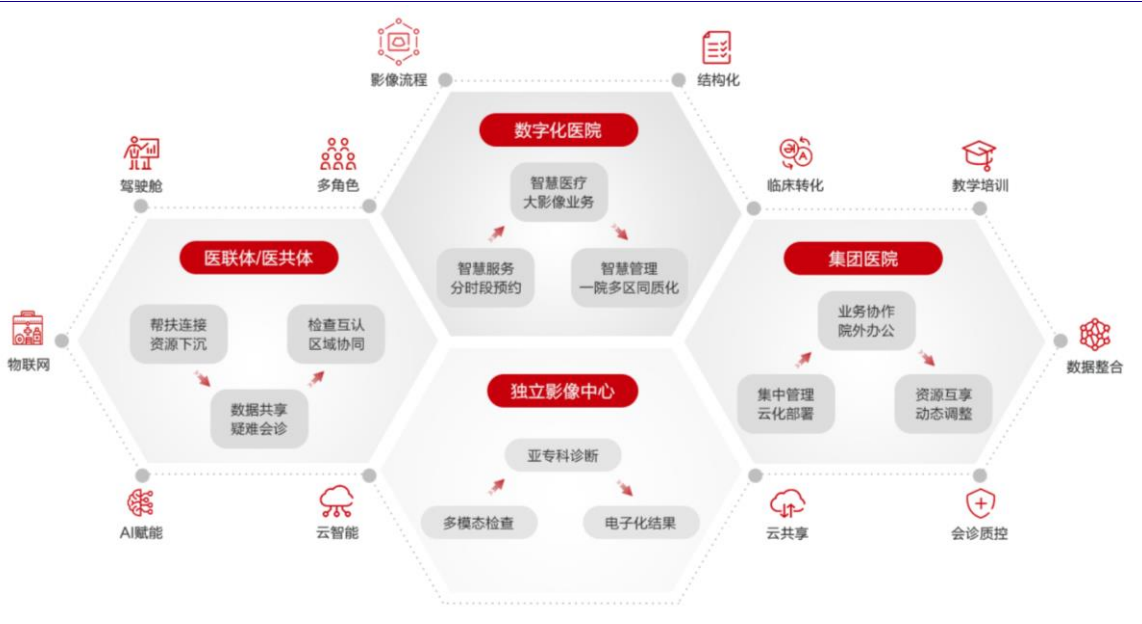 影像流程
结构化
数字化医院
智慧医疗
大影像业务
智慧服务
分时段预约
智慧管理
一院多区同质化
驾驶舱
多角色
临床转化
教学培训
医联体/医共体
帮扶连接
资源下沉
检查互认
区域协同
数据共享
疑难会诊
集团医院
业务协作
院外办公
集中管理
云化部署
资源互享
动态调整
物联网
数据整合
独立影像中心
亚专科诊断
多模态检查
电子化结果
AI赋能
云智能
云共享
会诊质控